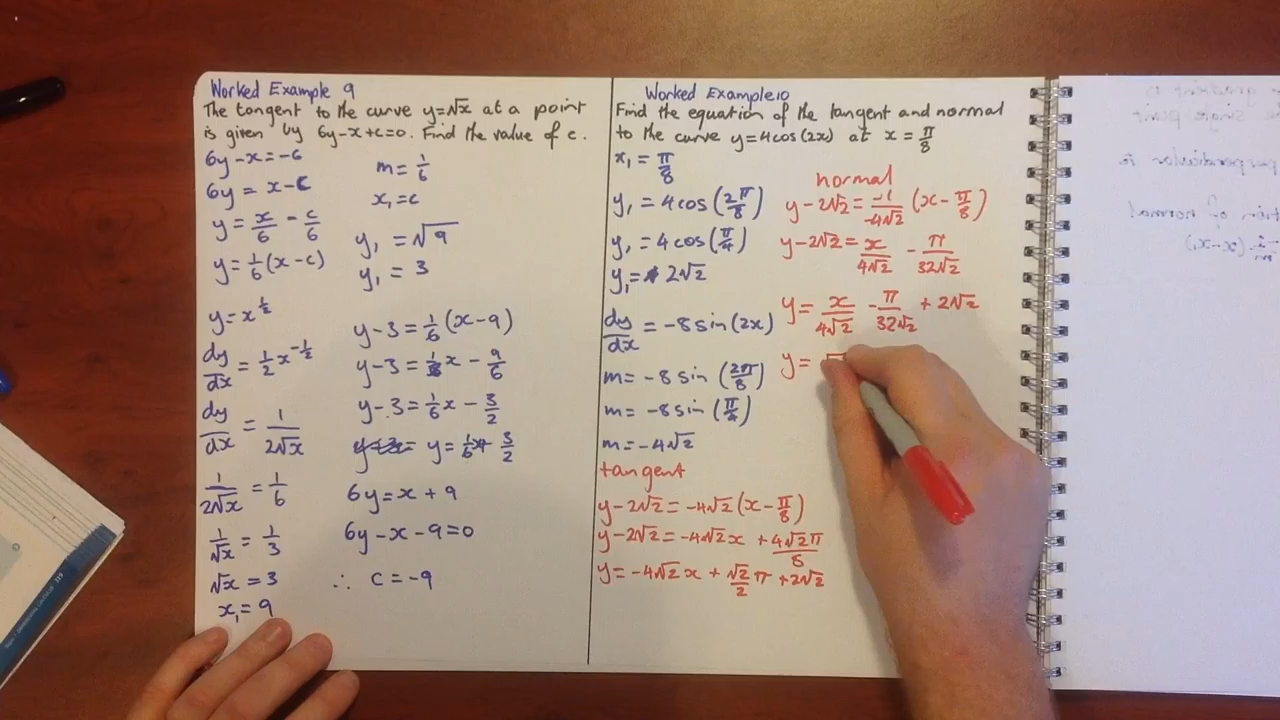 Worked Example 9
The tangent to the curve y=√x at a point
is given by 6y-x+c=0. Find the value of c.
6y-x=-c
6y = x-c
y = x/6 - c/6
y = 1/6(x-c)
y = x^(1/2)
dy/dx = 1/2 x^(-1/2)
dy/dx = 1/(2√x)
1/(2√x) = 1/6
1/√x = 1/3
√x = 3
x₁ = 9
m = 1/6
x₁ = c
y₁ = √9
y₁ = 3
y-3 = 1/6(x-9)
y-3 = 1/6x - 9/6
y-3 = 1/6x - 3/2
y = 1/6x+ 3/2
6y = x + 9
6y - x - 9 = 0
∴ c = -9
Worked Example 10
Find the equation of the tangent and normal
to the curve y=4cos(2x) at x = π/8
x₁ = π/8
y₁ = 4cos(2π/8)
y₁ = 4cos(π/4)
y₁ = 2√2
dy/dx = -8sin(2x)
m = -8sin(2π/8)
m = -8sin(π/4)
m = -4√2
tangent
y-2√2 = -4√2(x-π/8)
y-2√2 = -4√2x + 4√2π/8
y = -4√2x + √2/2 π + 2√2
normal
y-2√2 = -1/-4√2 (x-π/8)
y-2√2 = x/4√2 - π/32√2
y = x/4√2 - π/32√2 + 2√2
y =